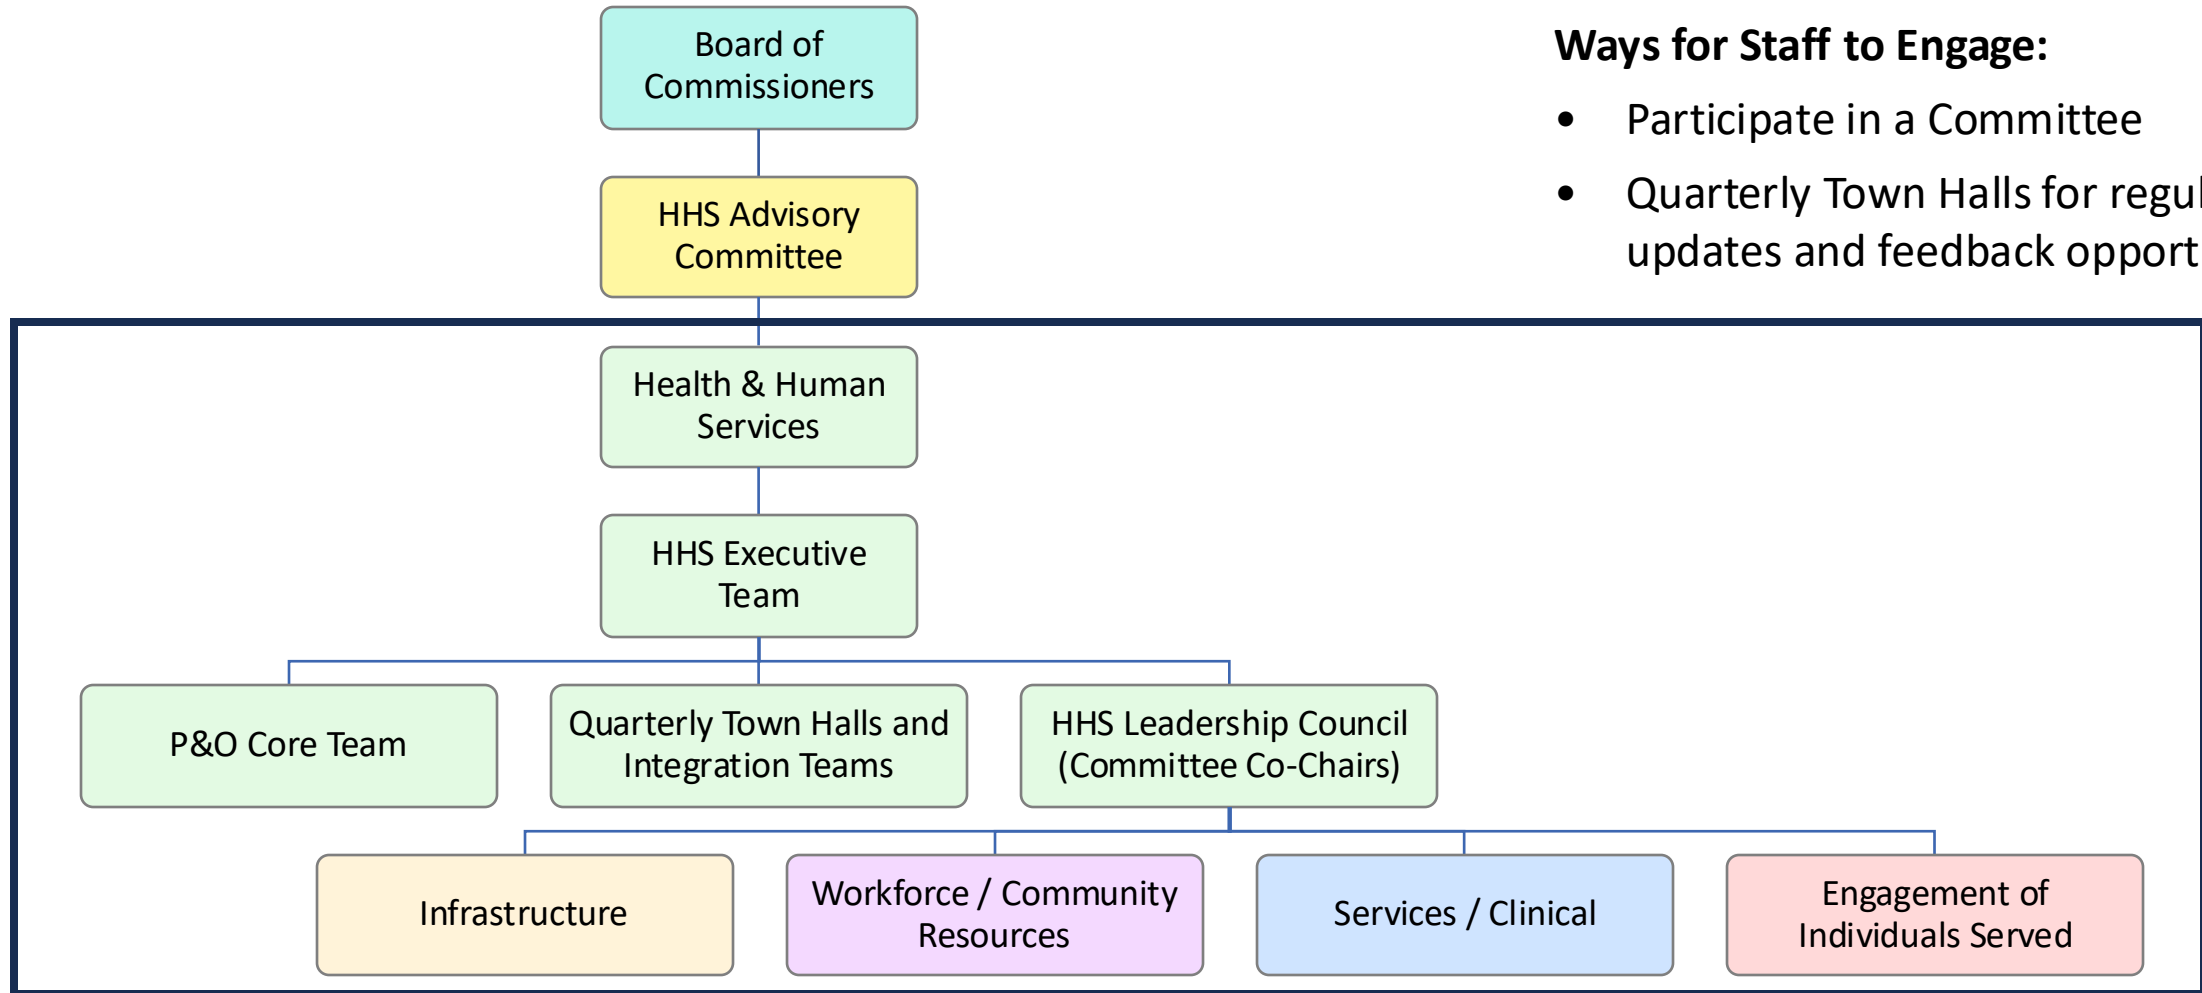 Board of
Commissioners
Ways for Staff to Engage:
• Participate in a Committee
• Quarterly Town Halls for
updates and feedback
HHS Advisory
Committee
Health & Human
Services
HHS Executive
Team
P&O Core Team
Quarterly Town Halls and
Integration Teams
HHS Leadership Council
(Committee Co-Chairs)
Infrastructure
Workforce / Community
Resources
Services / Clinical
Engagement of
Individuals Served